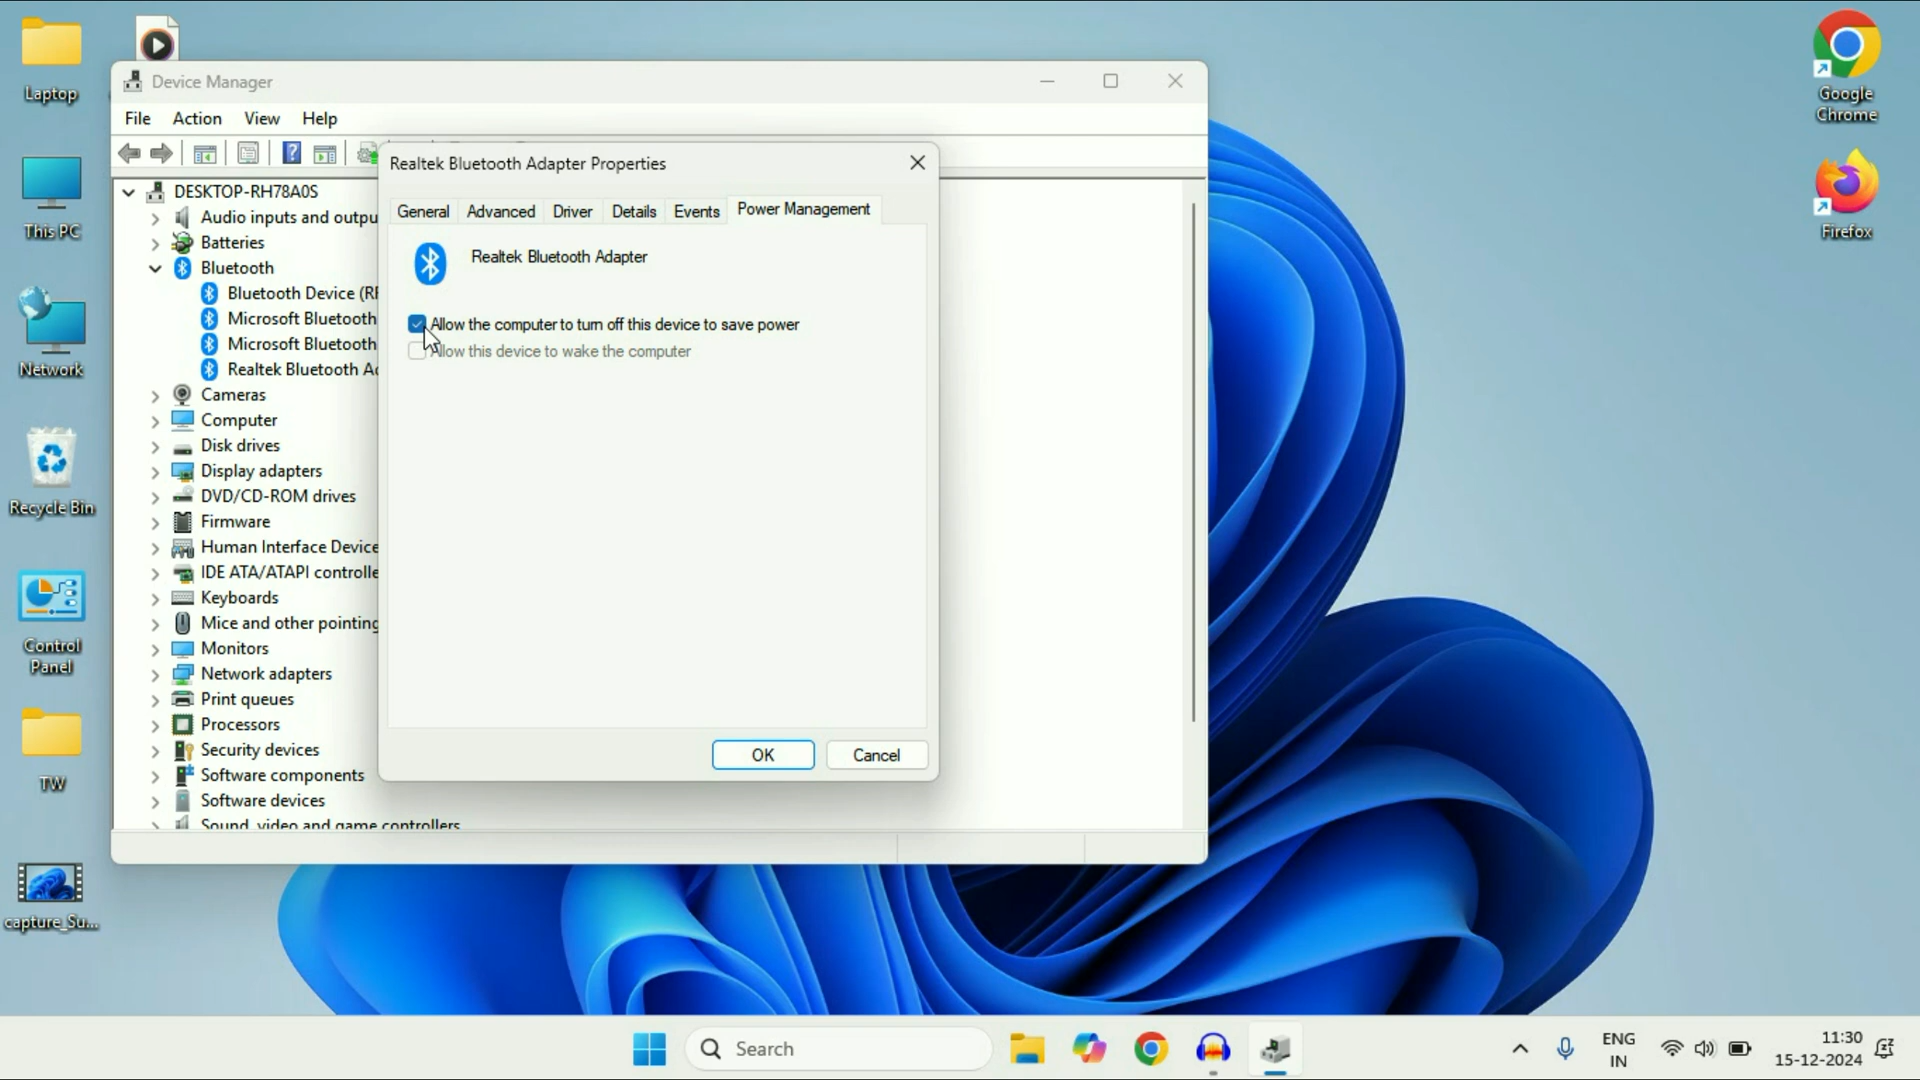 Laptop
This PC
Network
Recycle Bin
Control
Panel
TW
capture_Su...
Device Manager
File Action View Help
DESKTOP-RH78A0S
Audio inputs and outpu
Batteries
Bluetooth
Bluetooth Device (RF
Microsoft Bluetooth
Microsoft Bluetooth
Realtek Bluetooth Ad
Cameras
Computer
Disk drives
Display adapters
DVD/CD-ROM drives
Firmware
Human Interface Device
IDE ATA/ATAPI controlle
Keyboards
Mice and other pointing
Monitors
Network adapters
Print queues
Processors
Security devices
Software components
Software devices
Sound, video and game controllers
Realtek Bluetooth Adapter Properties
General Advanced Driver Details Events Power Management
Realtek Bluetooth Adapter
Allow the computer to turn off this device to save power
Allow this device to wake the computer
OK Cancel
Google
Chrome
Firefox
Search
ENG
IN
11:30
15-12-2024